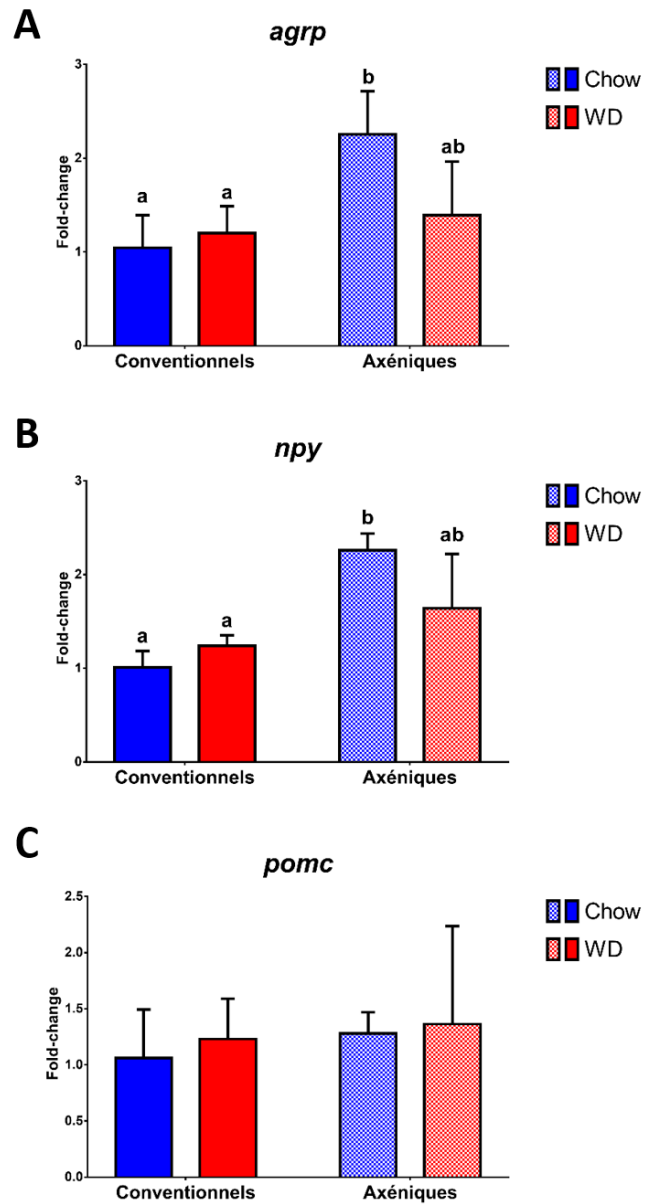 A
agrp
Chow
WD
Fold-change
3
2
1
0
a
a
b
ab
Conventionnels
Axéniques
B
npy
Chow
WD
Fold-change
3
2
1
0
a
a
b
ab
Conventionnels
Axéniques
C
pomc
Chow
WD
Fold-change
2.5
2.0
1.5
1.0
0.5
0.0
Conventionnels
Axéniques